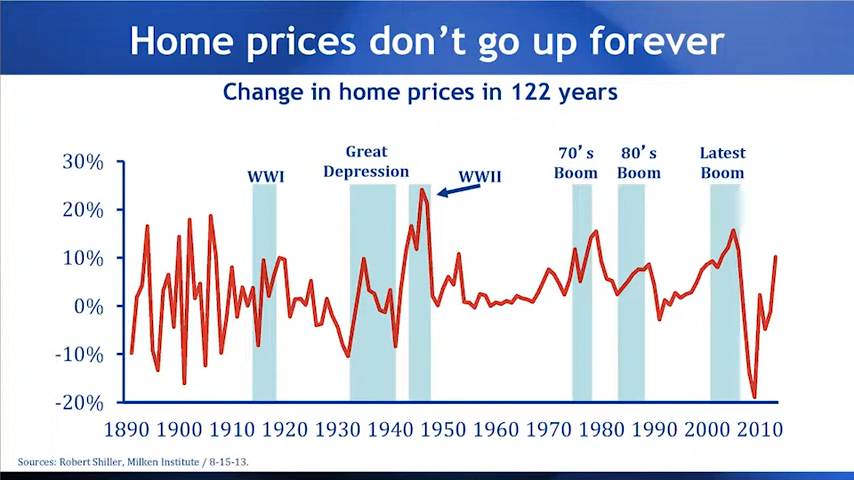 Home prices don't go up forever
Change in home prices in 122 years
30%
20%
10%
0%
-10%
-20%
WWI
Great
Depression
WWII
70's
Boom
80's
Boom
Latest
Boom
1890 1900 1910 1920 1930 1940 1950 1960 1970 1980 1990 2000 2010
Sources: Robert Shiller, Milken Institute / 8-15-13.